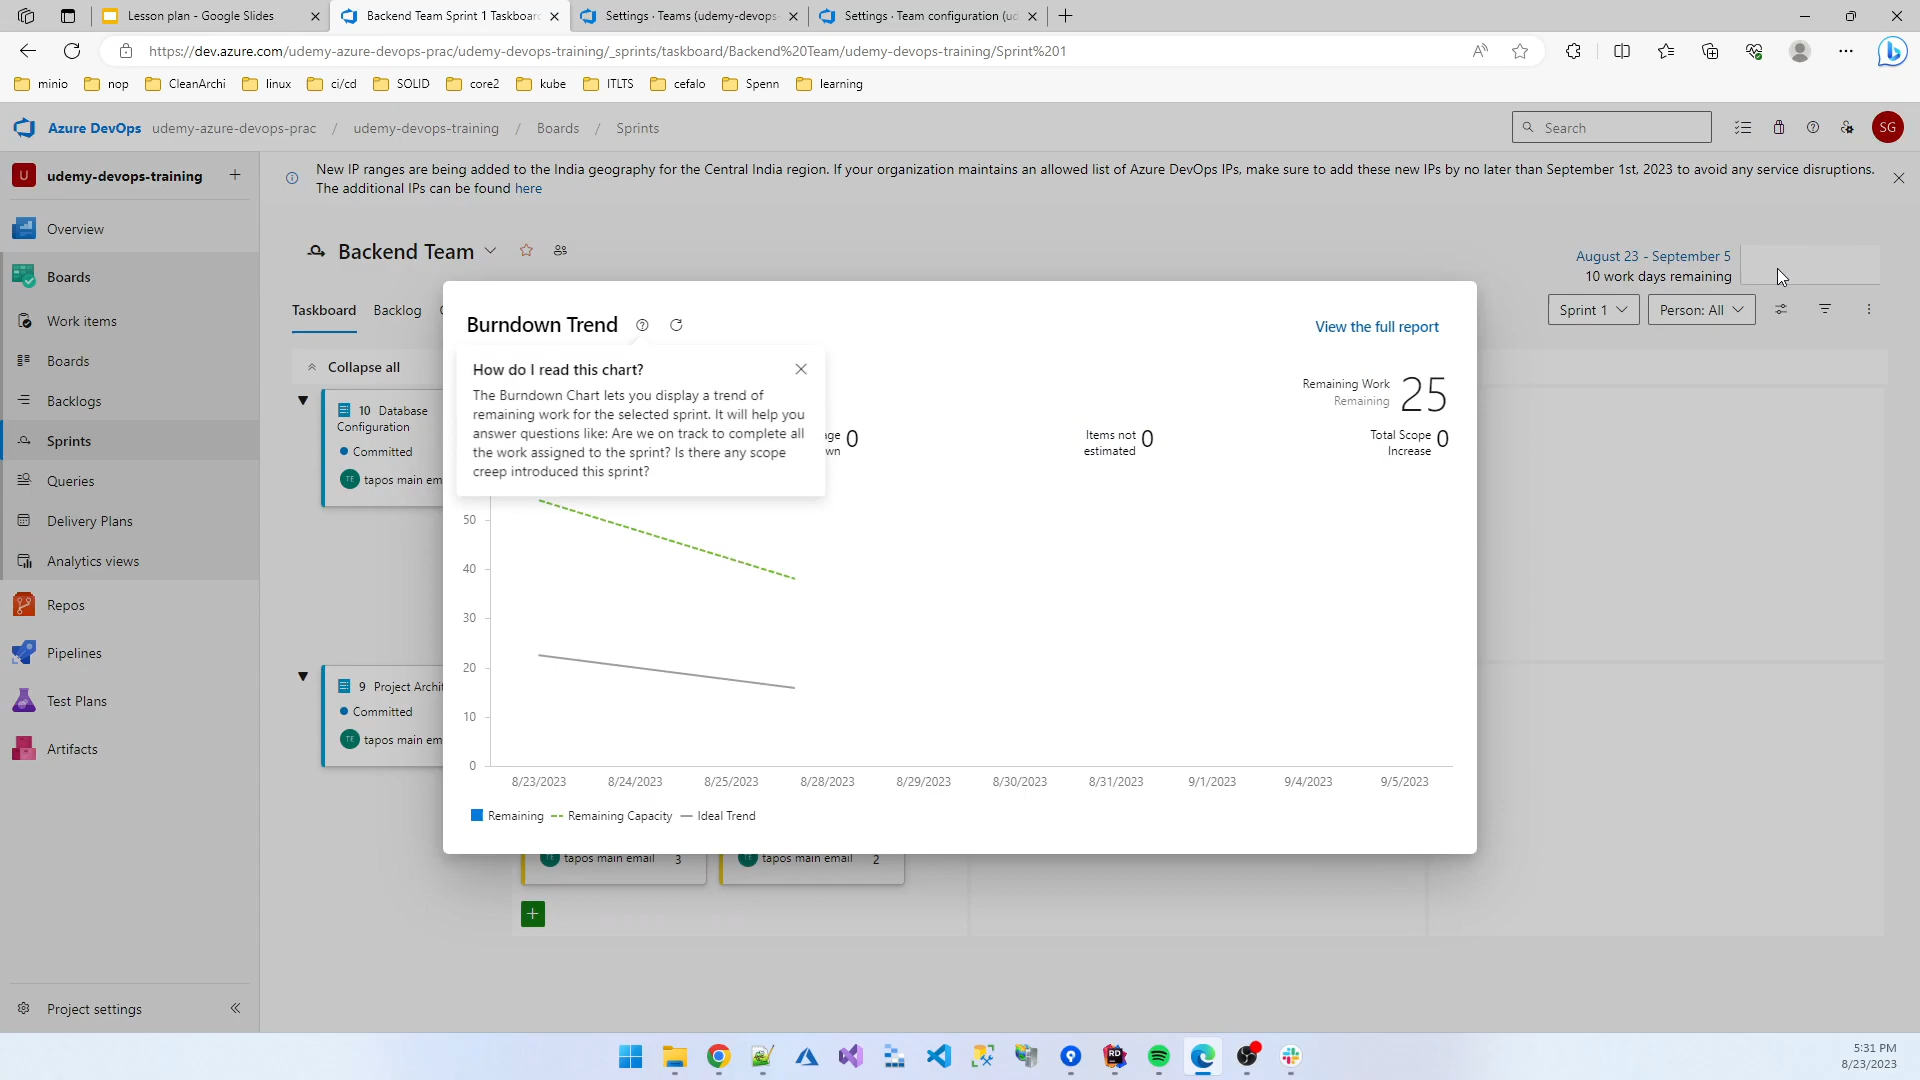 Lesson plan - Google Slides
Backend Team Sprint 1 Taskboard
Settings · Teams (udemy-devops-
Settings · Team configuration (ud
https://dev.azure.com/udemy-azure-devops-prac/udemy-devops-training/_sprints/taskboard/Backend%20Team/udemy-devops-training/Sprint%201
minio nop CleanArchi linux ci/cd SOLID core2 kube ITLTS cefalo Spenn learning
Azure DevOps udemy-azure-devops-prac / udemy-devops-training / Boards / Sprints
Search
SG
U udemy-devops-training
New IP ranges are being added to the India geography for the Central India region. If your organization maintains an allowed list of Azure DevOps IPs, make sure to add these new IPs by no later than September 1st, 2023 to avoid any service disruptions.
The additional IPs can be found here
Overview
Boards
Work items
Boards
Backlogs
Sprints
Queries
Delivery Plans
Analytics views
Repos
Pipelines
Test Plans
Artifacts
Project settings
Backend Team
August 23 - September 5
10 work days remaining
Taskboard Backlog
Sprint 1
Person: All
Collapse all
10 Database
Configuration
Committed
TE tapos main em
9 Project Archit
Committed
TE tapos main em
Burndown Trend
View the full report
How do I read this chart?
The Burndown Chart lets you display a trend of
remaining work for the selected sprint. It will help you
answer questions like: Are we on track to complete all
the work assigned to the sprint? Is there any scope
creep introduced this sprint?
Remaining Work
Remaining
25
age
wn
0
Items not
estimated
0
Total Scope
Increase
0
50
40
30
20
10
0
8/23/2023 8/24/2023 8/25/2023 8/28/2023 8/29/2023 8/30/2023 8/31/2023 9/1/2023 9/4/2023 9/5/2023
Remaining Remaining Capacity Ideal Trend
tapos main email 3
tapos main email 2
5:31 PM
8/23/2023